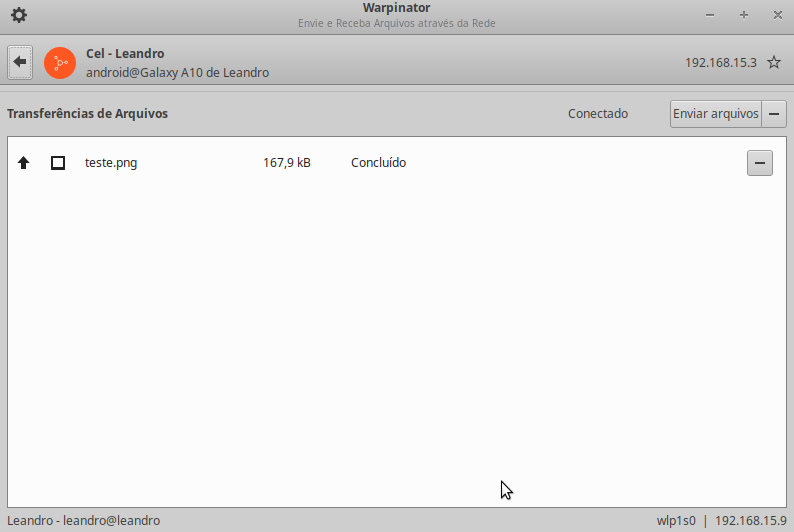 Warpinator
Envie e Receba Arquivos através da Rede
Cel - Leandro
android@Galaxy A10 de Leandro
192.168.15.3
Transferências de Arquivos
Conectado
Enviar arquivos
teste.png 167,9 kB Concluído
Leandro - leandro@leandro
wlp1s0 | 192.168.15.9